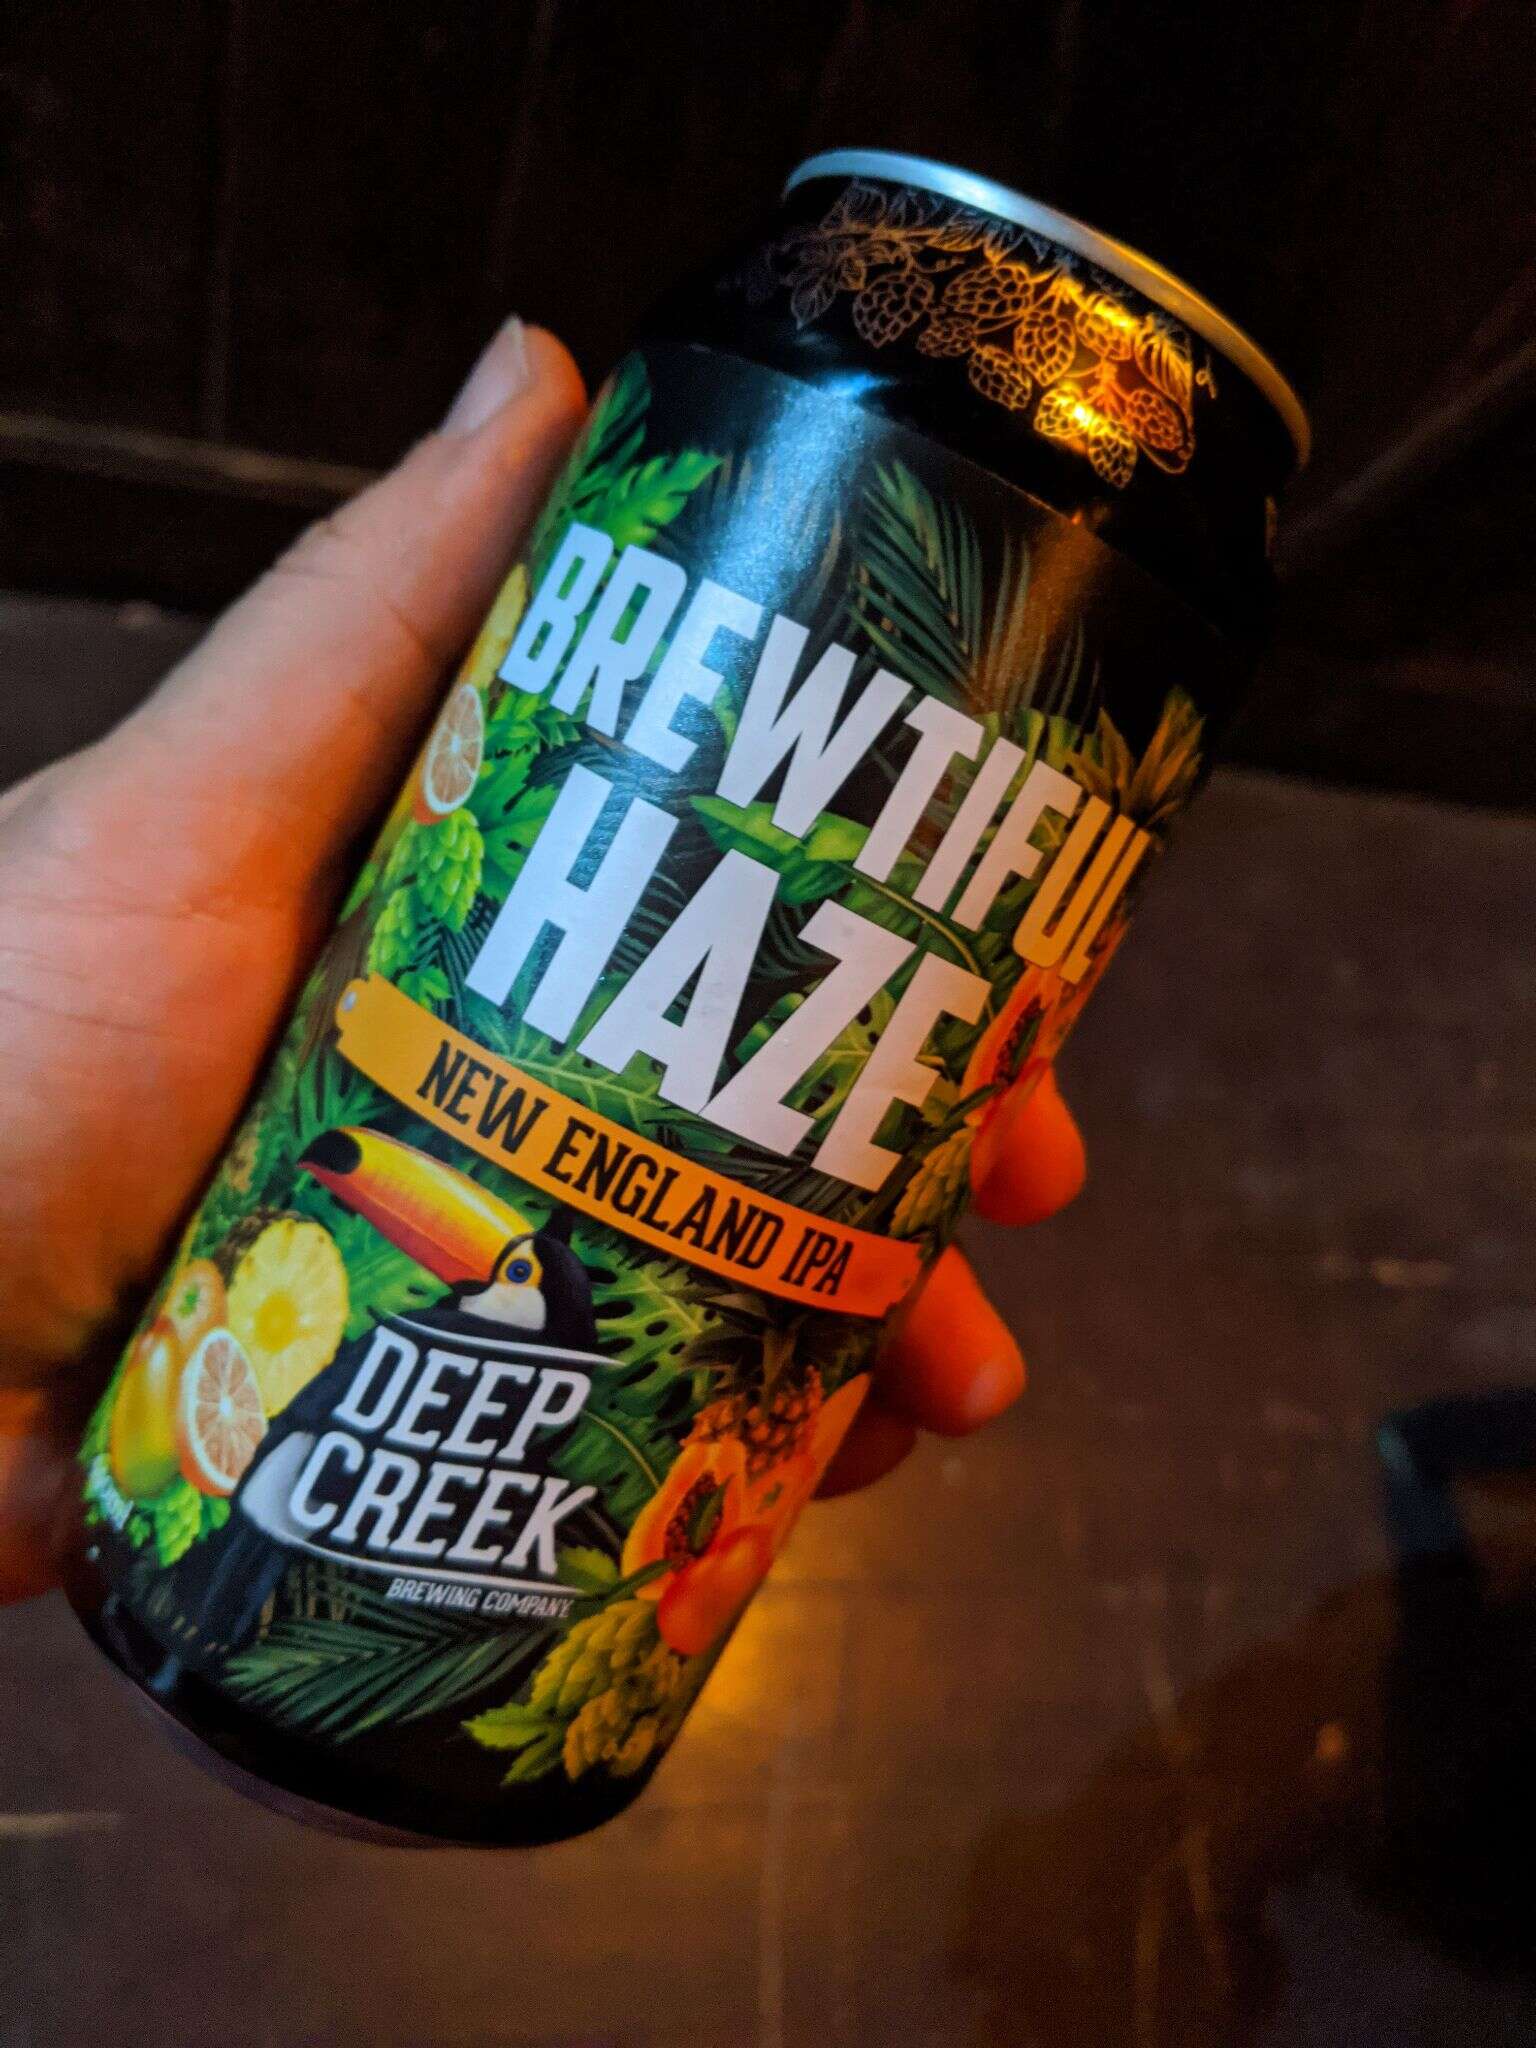 BREWTIFUL
HAZE
NEW ENGLAND IPA
DEEP
CREEK
BREWING COMPANY